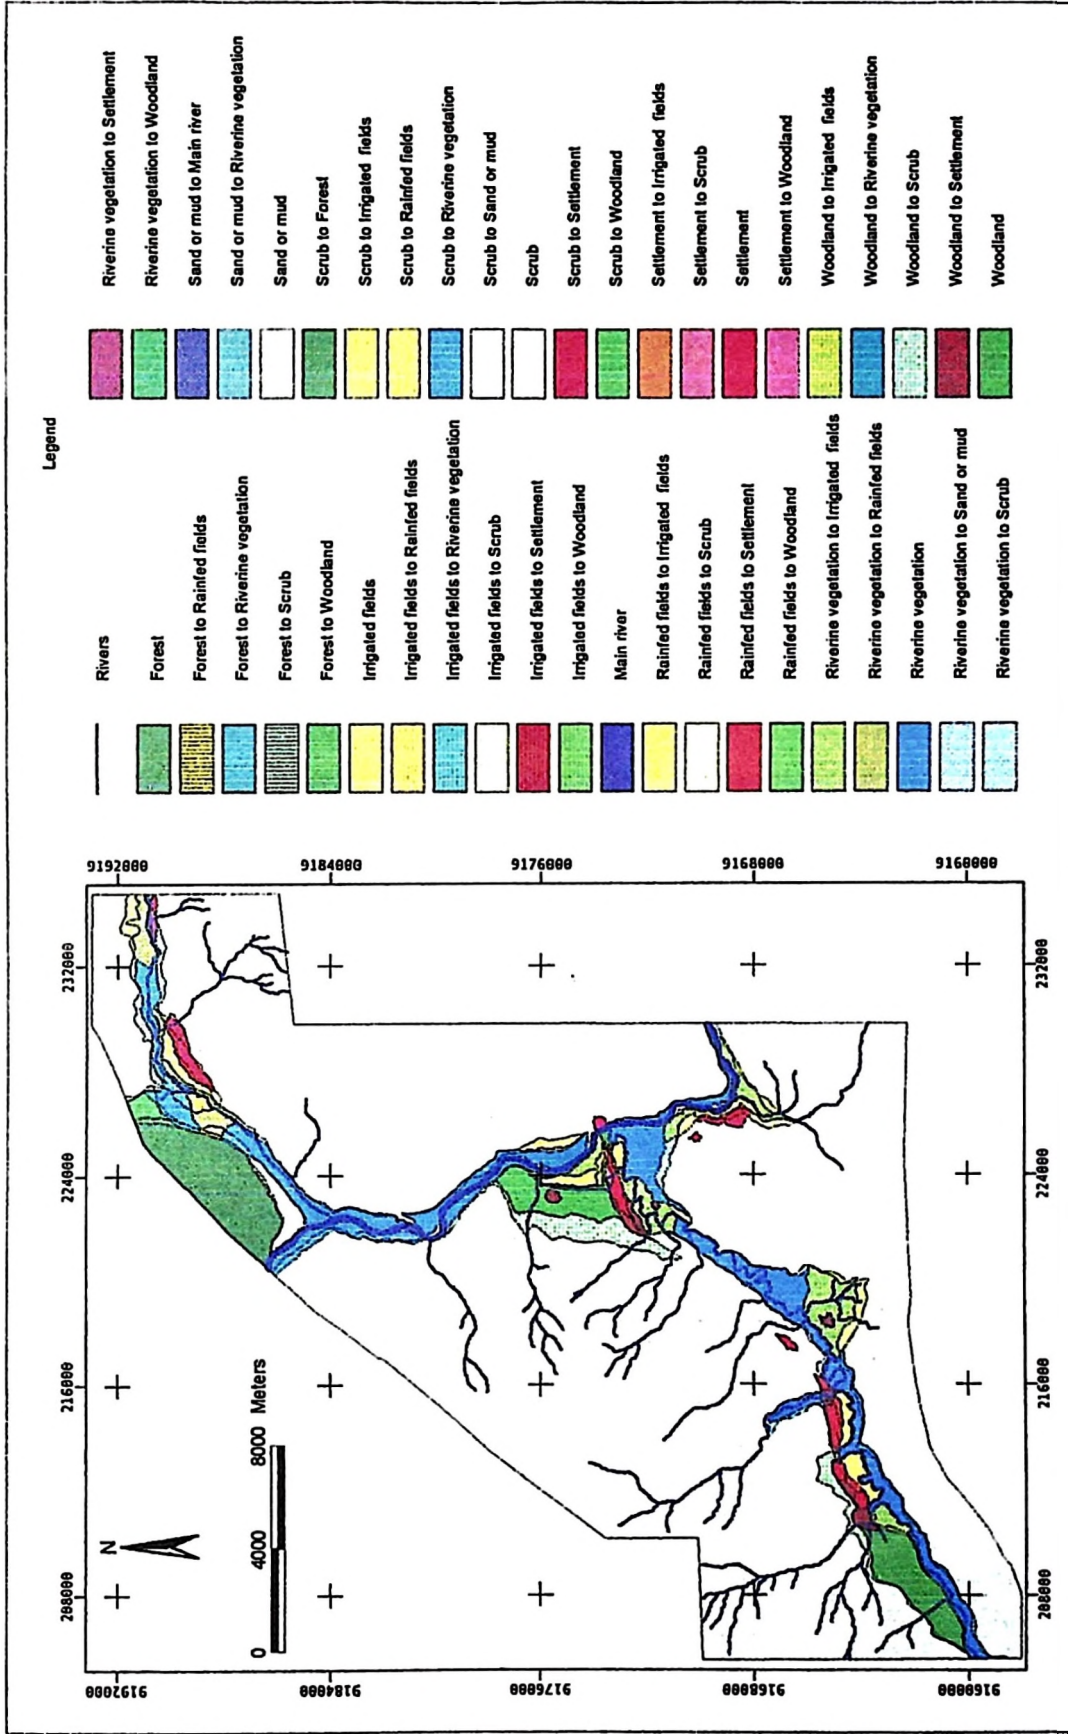 Legend
Rivers
Forest
Forest to Rainfed fields
Forest to Riverine vegetation
Forest to Scrub
Forest to Woodland
Irrigated fields
Irrigated fields to Rainfed fields
Irrigated fields to Riverine vegetation
Irrigated fields to Scrub
Irrigated fields to Settlement
Irrigated fields to Woodland
Main river
Rainfed fields to Irrigated fields
Rainfed fields to Scrub
Rainfed fields to Settlement
Rainfed fields to Woodland
Riverine vegetation to Irrigated fields
Riverine vegetation to Rainfed fields
Riverine vegetation
Riverine vegetation to Sand or mud
Riverine vegetation to Scrub
Riverine vegetation to Settlement
Riverine vegetation to Woodland
Sand or mud to Main river
Sand or mud to Riverine vegetation
Sand or mud
Scrub to Forest
Scrub to Irrigated fields
Scrub to Rainfed fields
Scrub to Riverine vegetation
Scrub to Sand or mud
Scrub
Scrub to Settlement
Scrub to Woodland
Settlement to Irrigated fields
Settlement to Scrub
Settlement
Settlement to Woodland
Woodland to Irrigated fields
Woodland to Riverine vegetation
Woodland to Scrub
Woodland to Settlement
Woodland
208000 216000 224000 232000
9192000
9184000
9176000
9168000
9160000
N
0 4000 8000 Meters
9192000
9184000
9176000
9168000
9160000
208000 216000 224000 232000